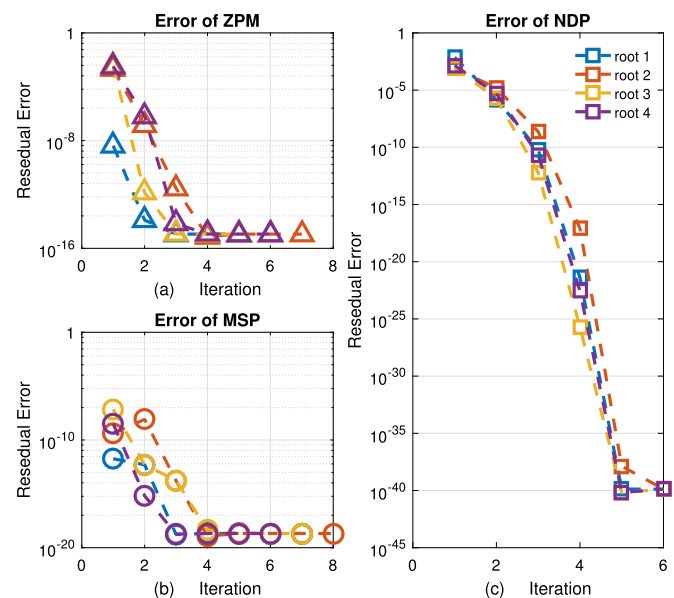 Error of ZPM
Resedual Error
1
10-8
10-16
0 2 4 6 8
(a) Iteration
Error of MSP
Resedual Error
1
10-10
10-20
0 2 4 6 8
(b) Iteration
Error of NDP
Resedual Error
1
10-5
10-10
10-15
10-20
10-25
10-30
10-35
10-40
10-45
0 2 4 6
(c) Iteration
root 1
root 2
root 3
root 4